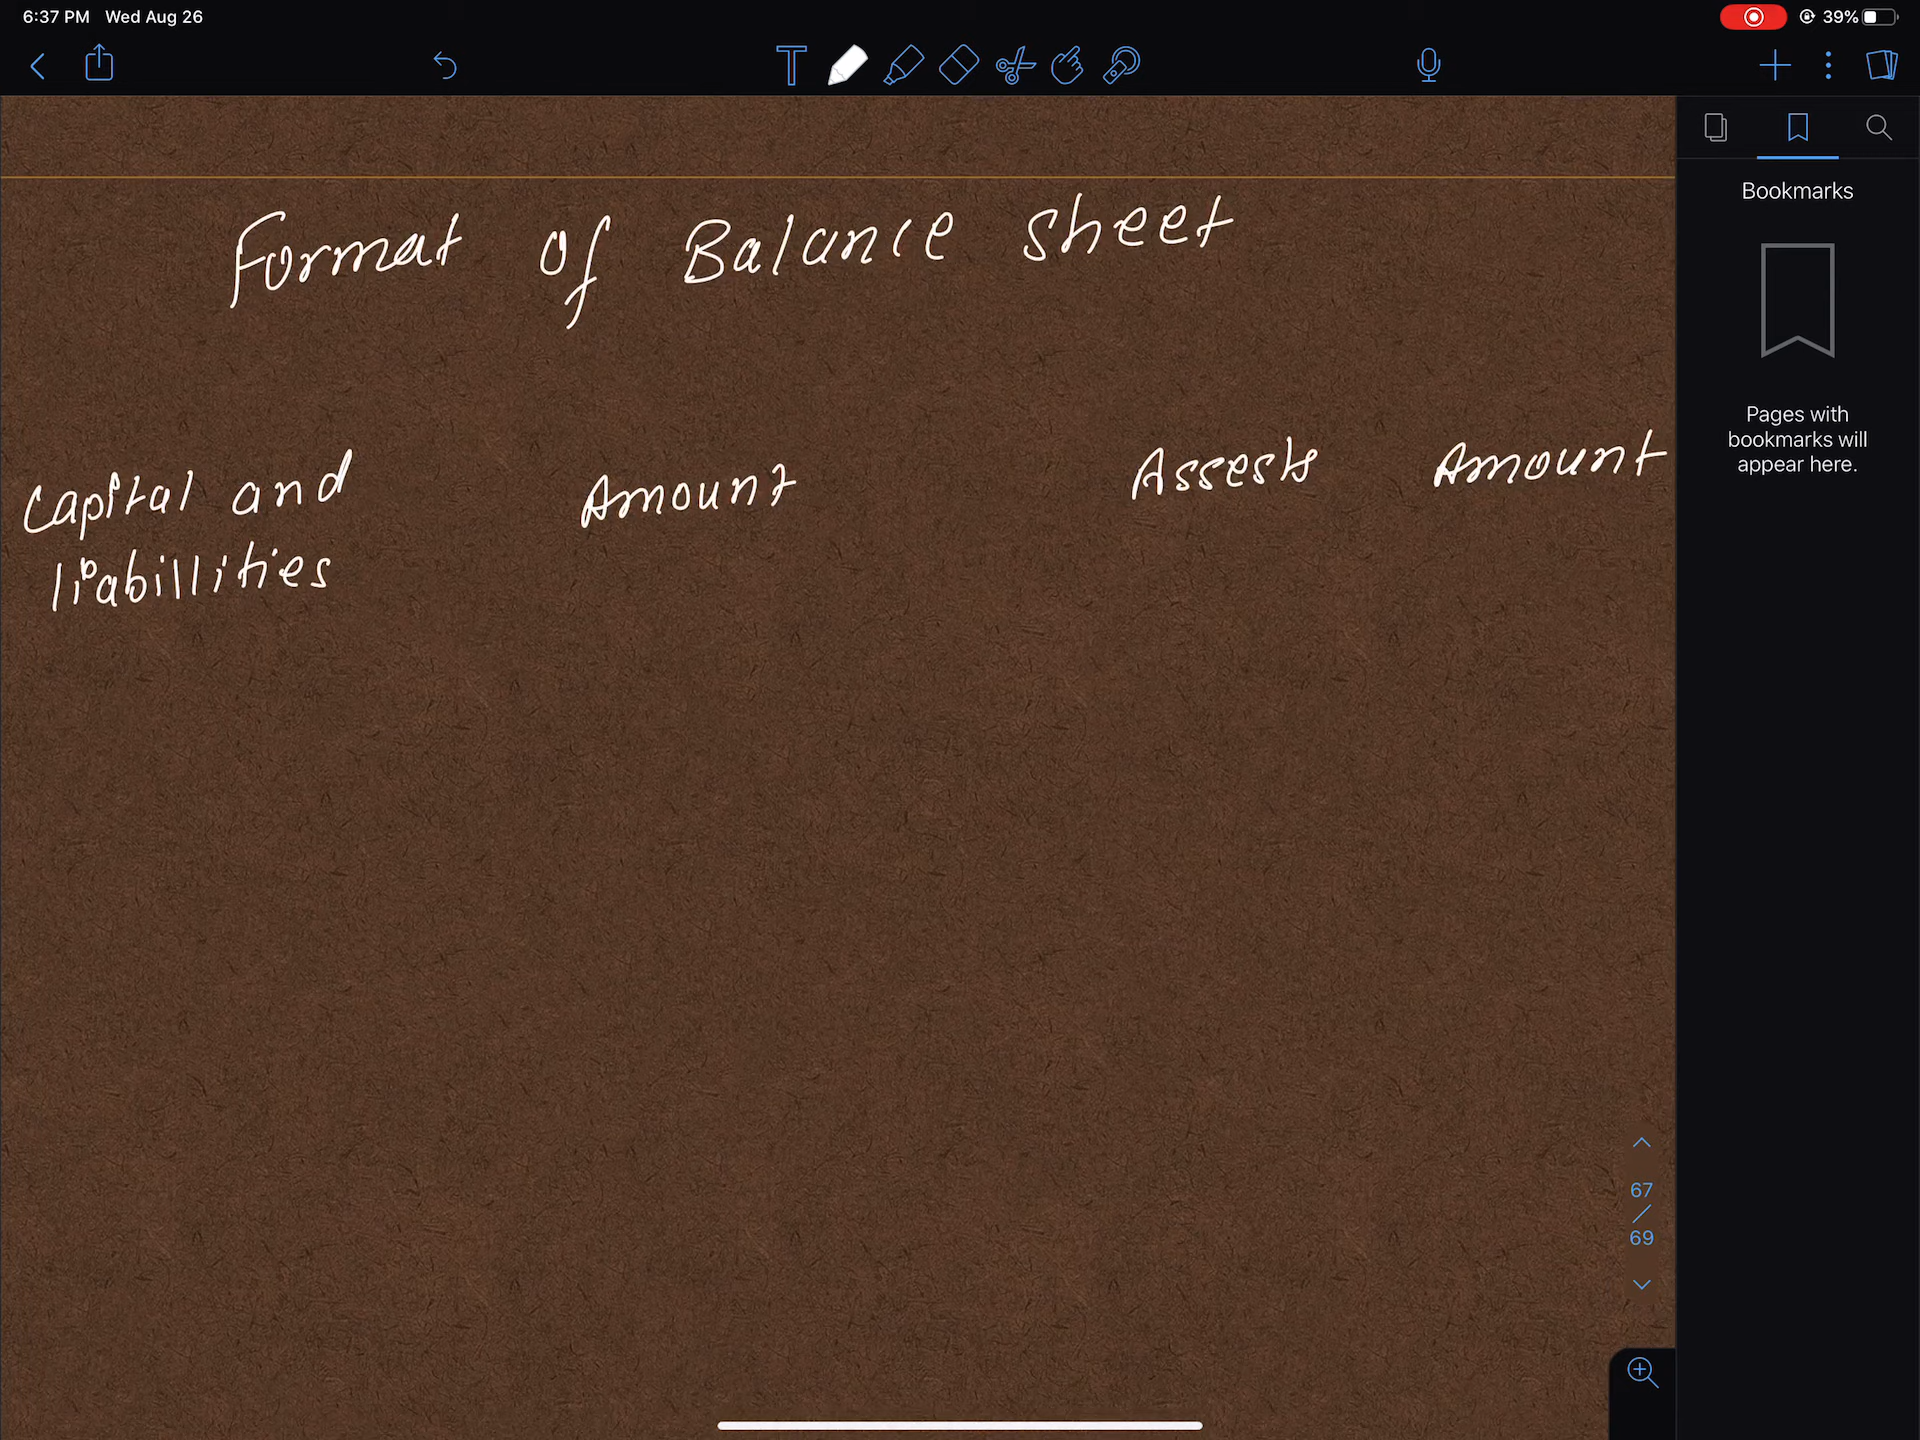 6:37 PM Wed Aug 26
39%
Bookmarks
Pages with
bookmarks will
appear here.
Format of Balance sheet
Capital and Amount Assests Amount
liabillities
67
/
69